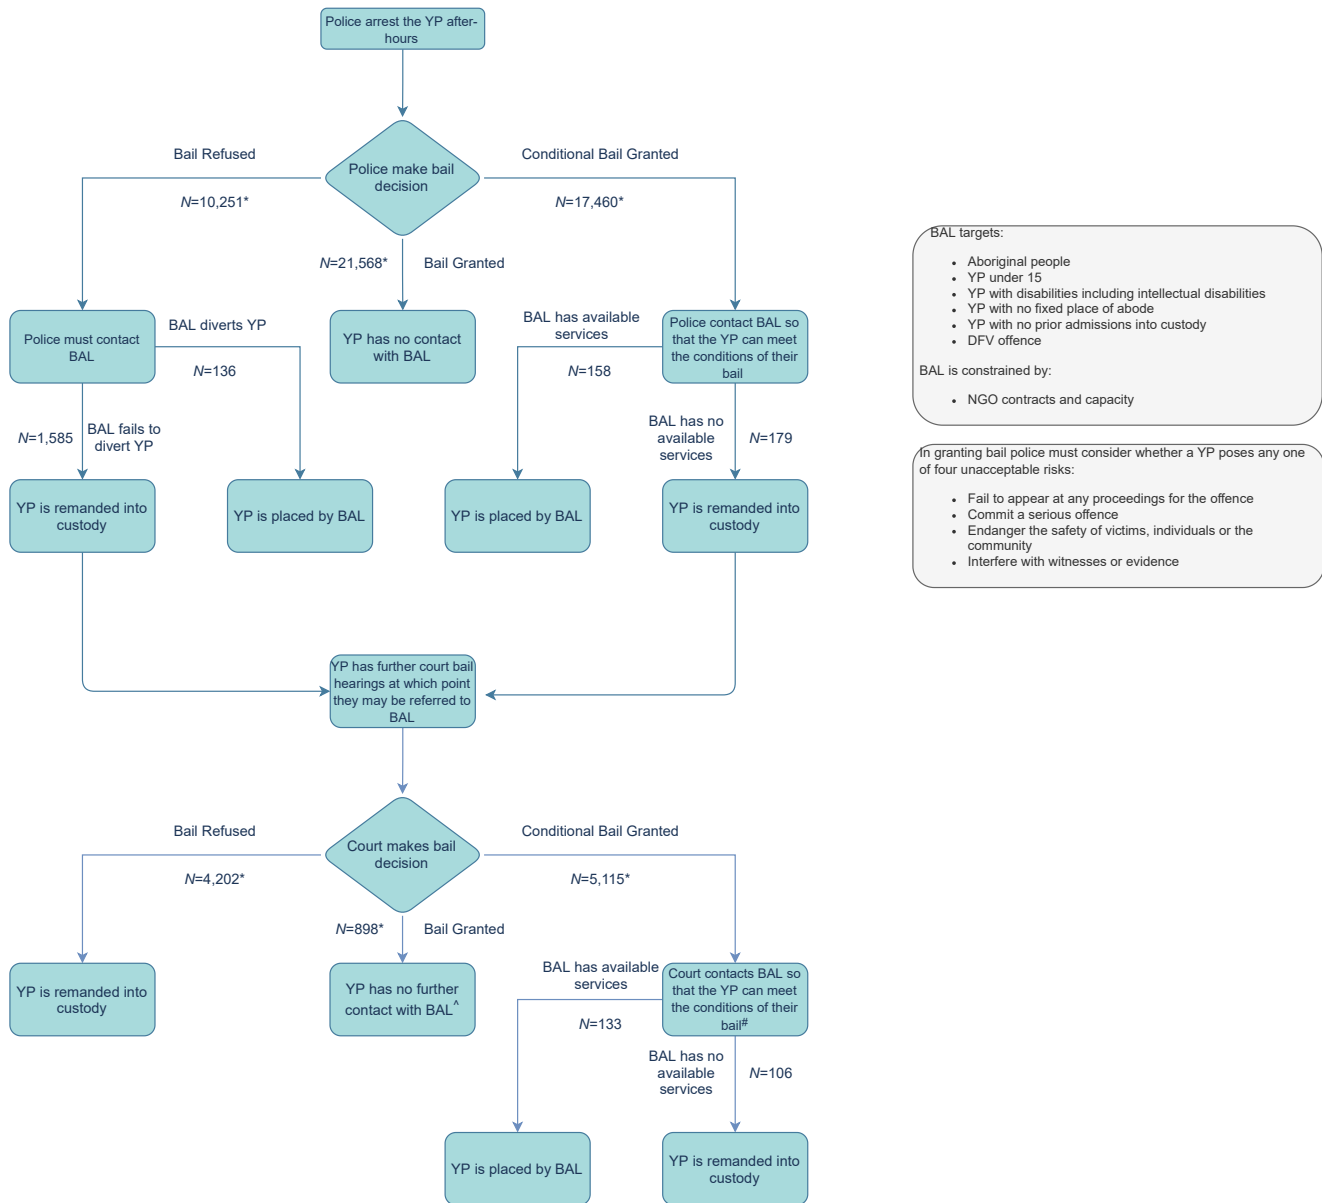 Police arrest the YP after-
hours
Bail Refused
Conditional Bail Granted
Police make bail
decision
N=10,251*
N=17,460*
N=21,568*
Bail Granted
Police must contact
BAL
BAL diverts YP
N=136
YP has no contact
with BAL
BAL has available
services
N=158
Police contact BAL so
that the YP can meet
the conditions of their
bail
N=1,585
BAL fails to
divert YP
BAL has no
available
services
N=179
YP is remanded into
custody
YP is placed by BAL
YP is placed by BAL
YP is remanded into
custody
BAL targets:
• Aboriginal people
• YP under 15
• YP with disabilities including intellectual disabilities
• YP with no fixed place of abode
• YP with no prior admissions into custody
• DFV offence
BAL is constrained by:
• NGO contracts and capacity
In granting bail police must consider whether a YP poses any one
of four unacceptable risks:
• Fail to appear at any proceedings for the offence
• Commit a serious offence
• Endanger the safety of victims, individuals or the
community
• Interfere with witnesses or evidence
YP has further court bail
hearings at which point
they may be referred to
BAL
Bail Refused
Conditional Bail Granted
Court makes bail
decision
N=4,202*
N=5,115*
N=898*
Bail Granted
YP is remanded into
custody
YP has no further
contact with BAL^
BAL has available
services
N=133
Court contacts BAL so
that the YP can meet
the conditions of their
bail#
BAL has no
available
services
N=106
YP is placed by BAL
YP is remanded into
custody